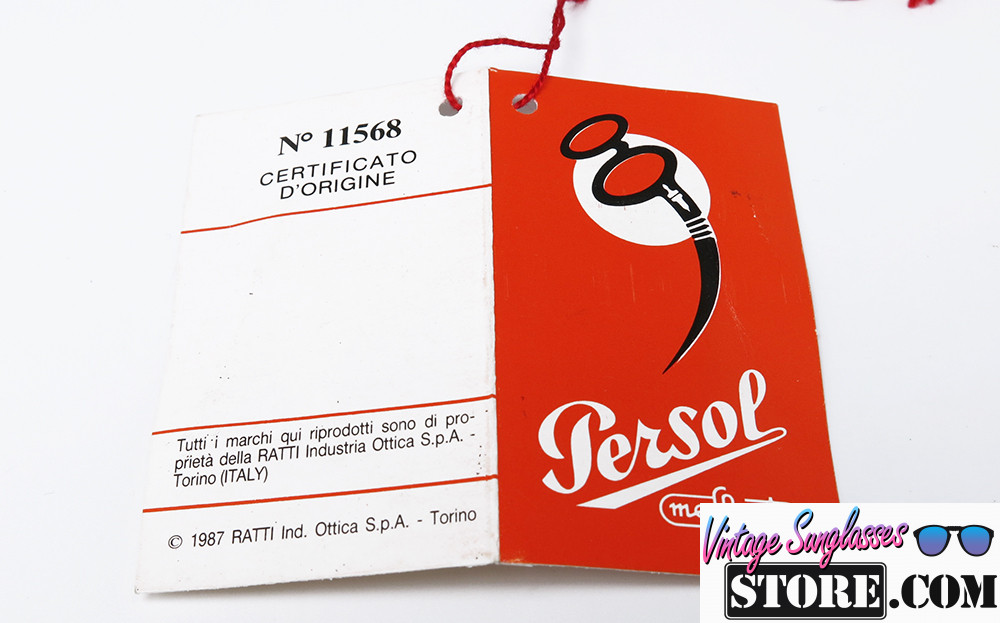 Nº 11568
CERTIFICATO
D'ORIGINE
Tutti i marchi qui riprodotti sono di pro-
prietà della RATTI Industria Ottica S.p.A. -
Torino (ITALY)
© 1987 RATTI Ind. Ottica S.p.A. - Torino
Persol
Vintage Sunglasses
STORE.COM